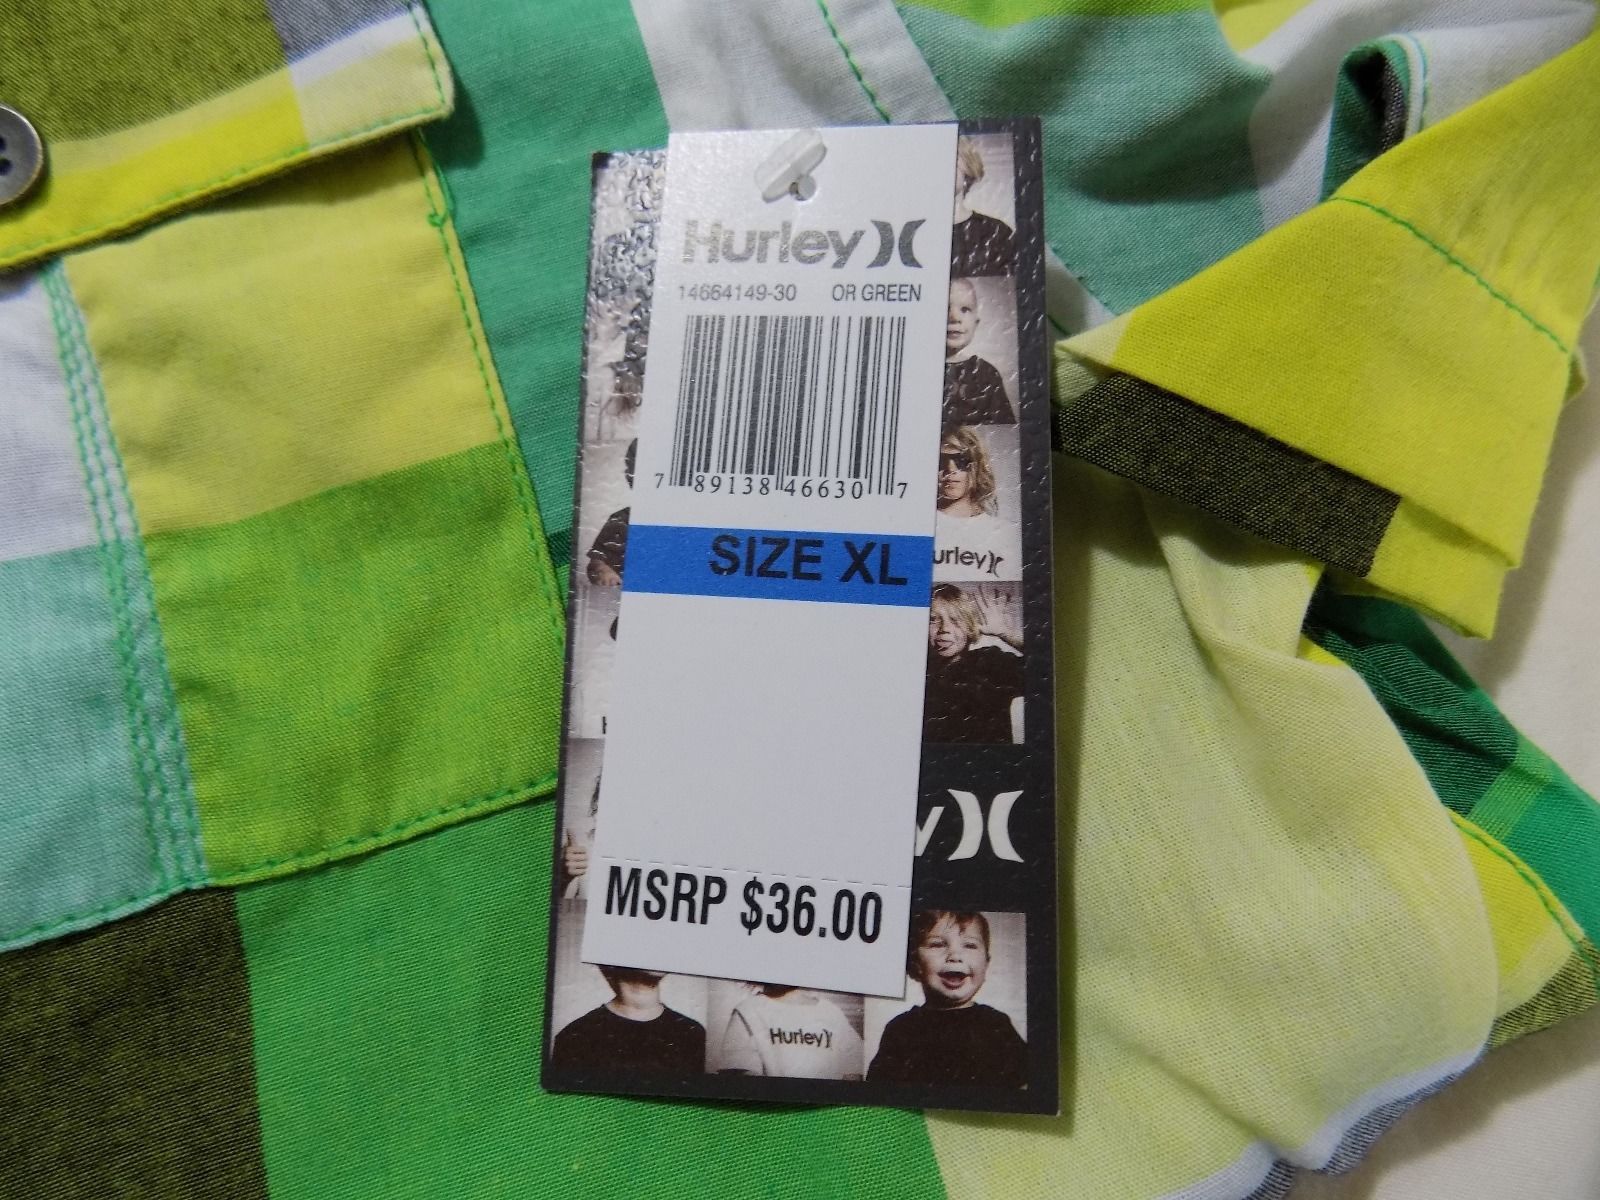 Hurley
14664149-30 OR GREEN
7 89138 46630 7
SIZE XL
urley
y
MSRP $36.00
Hurley